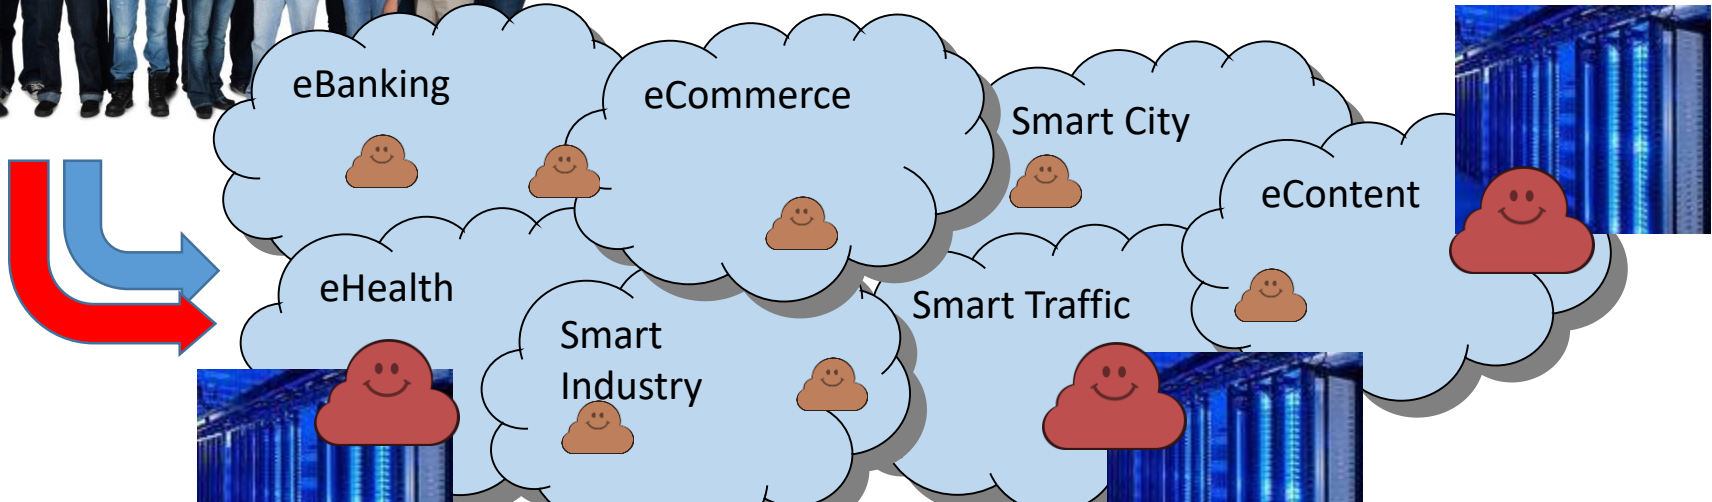 eBanking
eCommerce
Smart City
eContent
eHealth
Smart Traffic
Smart
Industry